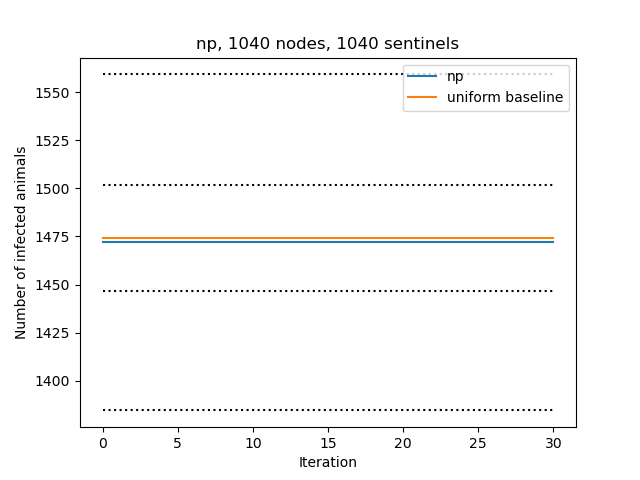 np, 1040 nodes, 1040 sentinels
np
uniform baseline
1550
1525
1500
1475
1450
1425
1400
Number of infected animals
0 5 10 15 20 25 30
Iteration